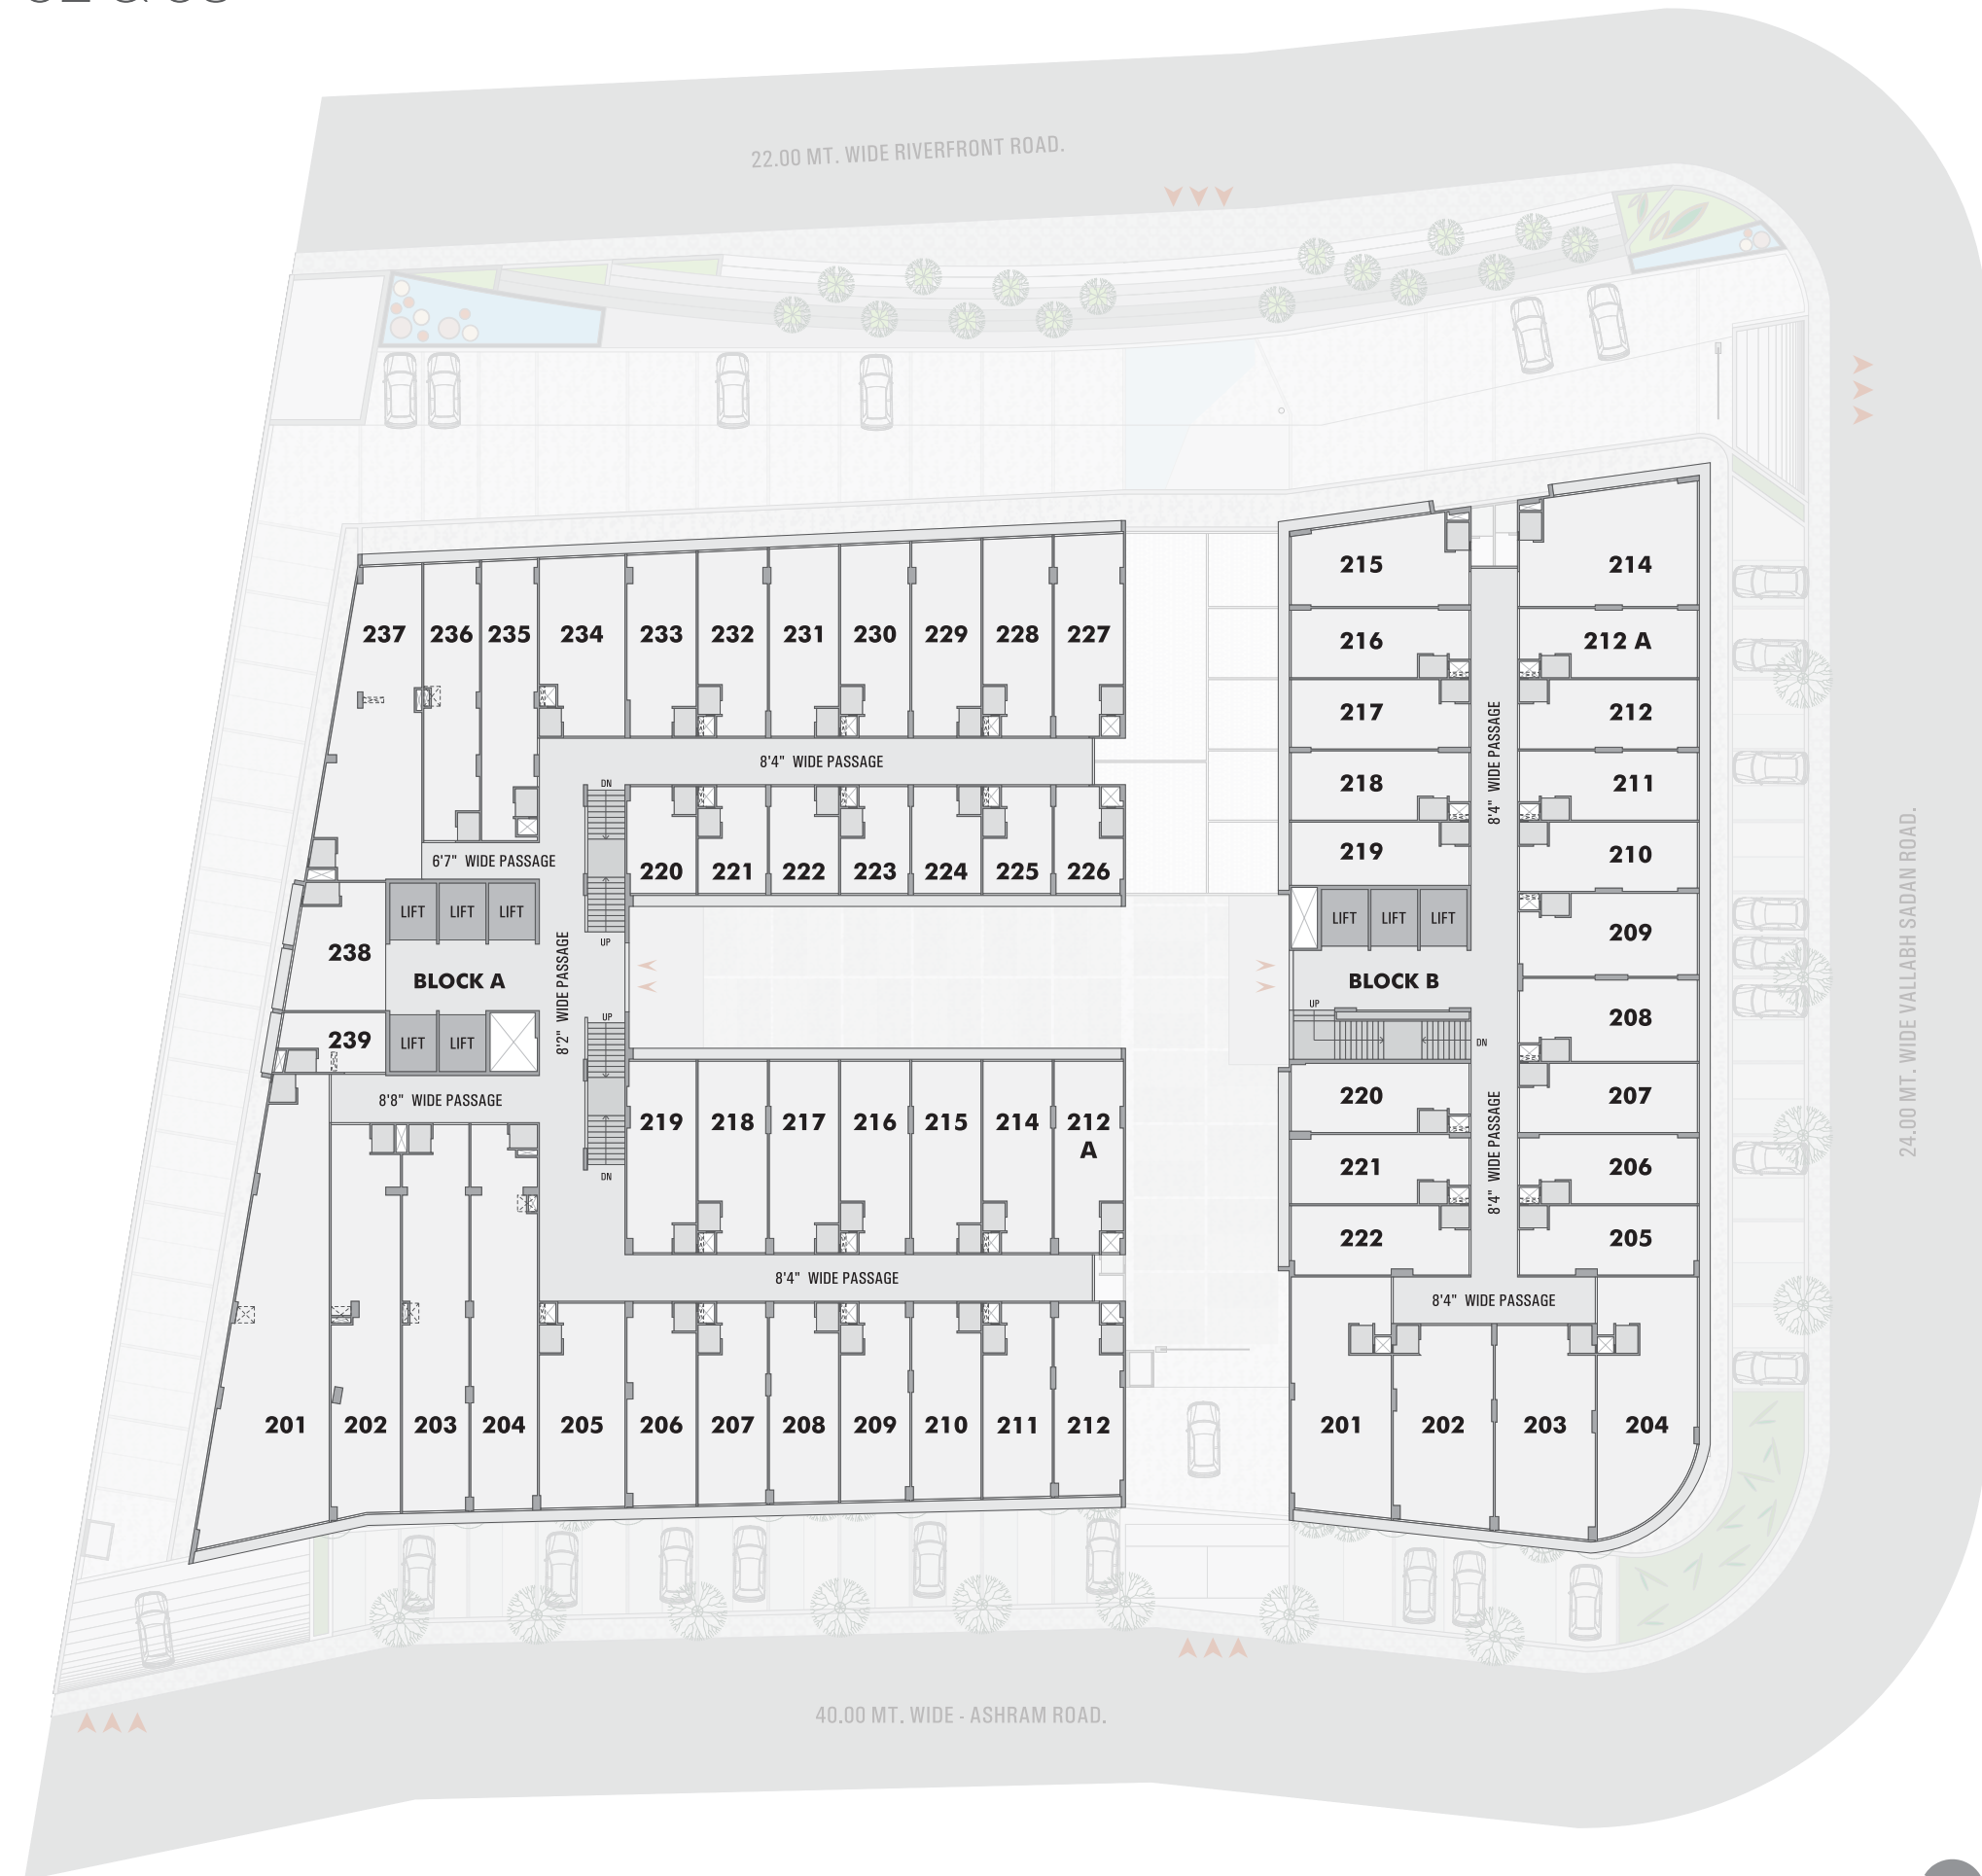 22.00 MT. WIDE RIVERFRONT ROAD.
215
214
237
236
235
234
233
232
231
230
229
228
227
216
212 A
217
212
8'4" WIDE PASSAGE
8'4" WIDE PASSAGE
DN
218
211
219
210
6'7" WIDE PASSAGE
220
221
222
223
224
225
226
LIFT
LIFT
LIFT
LIFT
LIFT
LIFT
209
UP
238
BLOCK A
8'2" WIDE PASSAGE
BLOCK B
UP
UP
208
239
LIFT
LIFT
DN
24.00 MT. WIDE VALLABH SADAN ROAD.
8'8" WIDE PASSAGE
220
207
219
218
217
216
215
214
212
A
8'4" WIDE PASSAGE
221
206
DN
222
205
8'4" WIDE PASSAGE
8'4" WIDE PASSAGE
201
202
203
204
205
206
207
208
209
210
211
212
201
202
203
204
40.00 MT. WIDE - ASHRAM ROAD.